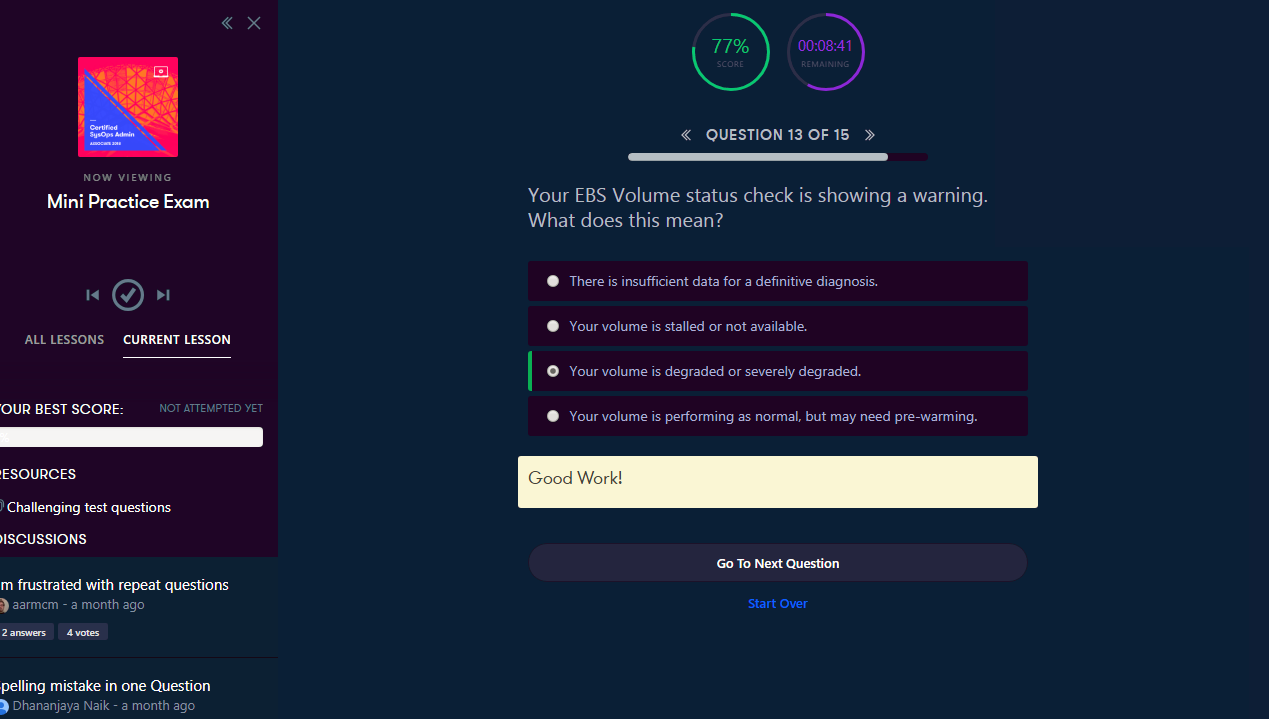 Certified
SysOps Admin
ASSOCIATE 2018
NOW VIEWING
Mini Practice Exam
ALL LESSONS
CURRENT LESSON
YOUR BEST SCORE:
NOT ATTEMPTED YET
RESOURCES
Challenging test questions
DISCUSSIONS
m frustrated with repeat questions
aarmcm - a month ago
2 answers
4 votes
pelling mistake in one Question
Dhananjaya Naik - a month ago
77%
SCORE
00:08:41
REMAINING
QUESTION 13 OF 15
Your EBS Volume status check is showing a warning.
What does this mean?
There is insufficient data for a definitive diagnosis.
Your volume is stalled or not available.
Your volume is degraded or severely degraded.
Your volume is performing as normal, but may need pre-warming.
Good Work!
Go To Next Question
Start Over